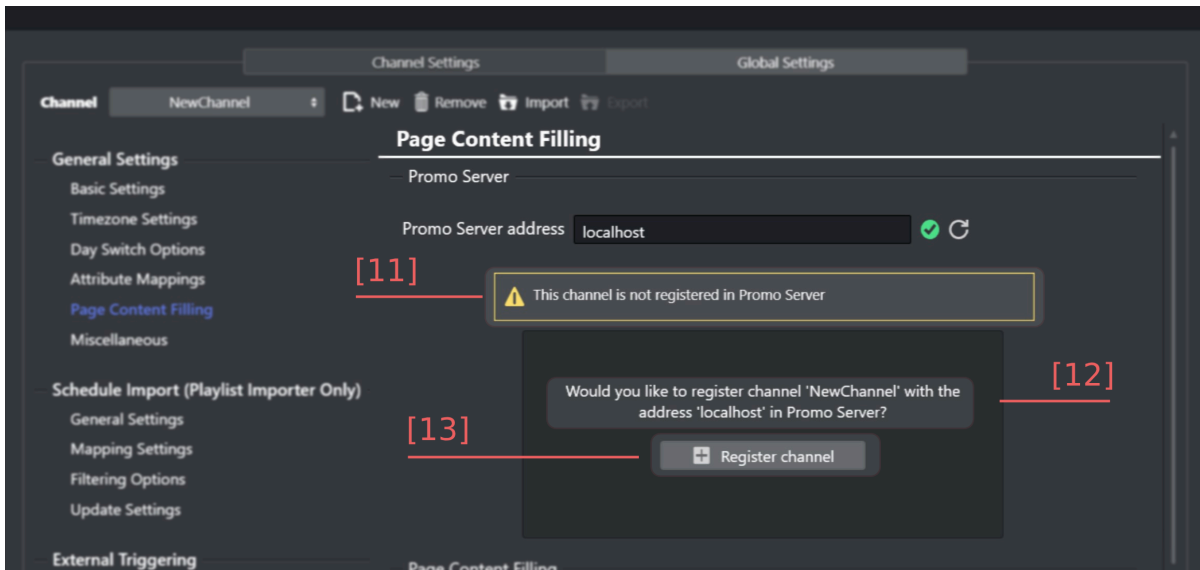 Channel Settings
Global Settings
Channel
NewChannel
New
Remove
Import
Export
Page Content Filling
General Settings
Basic Settings
Timezone Settings
Day Switch Options
Attribute Mappings
Page Content Filling
Miscellaneous
Schedule Import (Playlist Importer Only)
General Settings
Mapping Settings
Filtering Options
Update Settings
External Triggering
Promo Server
Promo Server address
localhost
[11]
This channel is not registered in Promo Server
[12]
Would you like to register channel 'NewChannel' with the
address 'localhost' in Promo Server?
[13]
Register channel
Page Content Filling